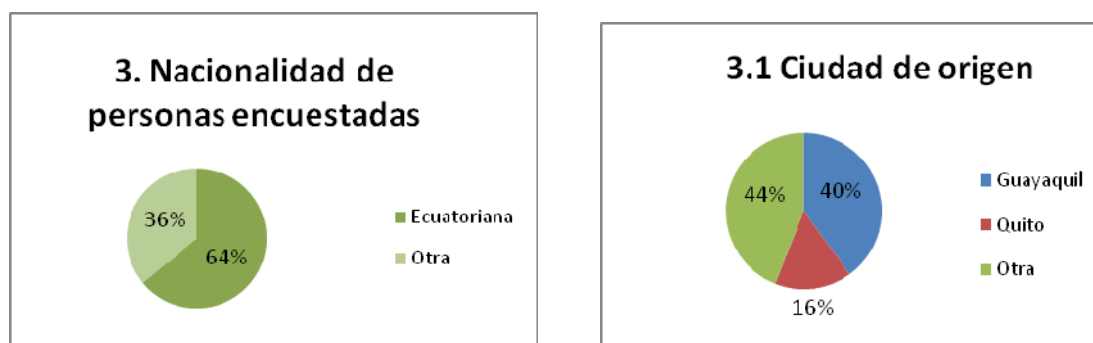 3. Nacionalidad de
personas encuestadas
36%
64%
Ecuatoriana
Otra
3.1 Ciudad de origen
44%
40%
16%
Guayaquil
Quito
Otra